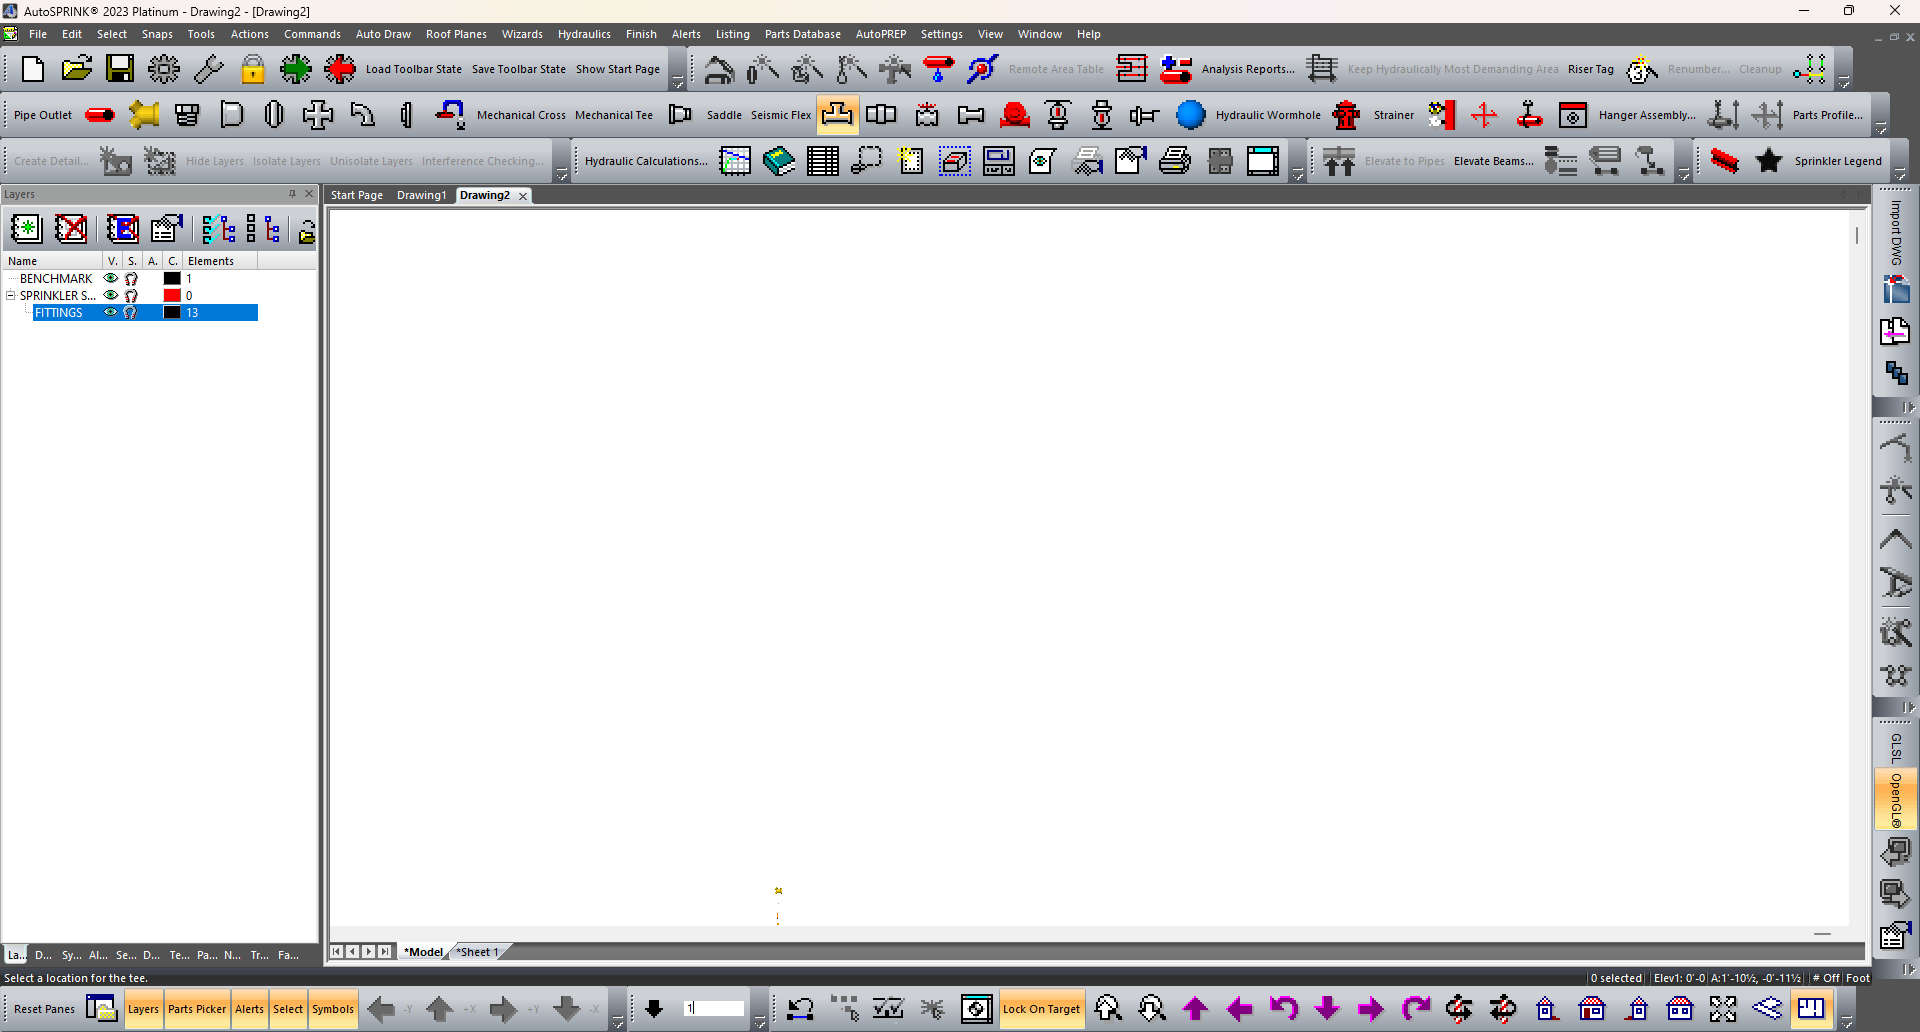 AutoSPRINK® 2023 Platinum - Drawing2 - [Drawing2]
File Edit Select Snaps Tools Actions Commands Auto Draw Roof Planes Wizards Hydraulics Finish Alerts Listing Parts Database AutoPREP Settings View Window Help
Load Toolbar State Save Toolbar State Show Start Page Remote Area Table Analysis Reports... Keep Hydraulically Most Demanding Area Riser Tag Renumber... Cleanup
Pipe Outlet Mechanical Cross Mechanical Tee Saddle Seismic Flex Hydraulic Wormhole Strainer Hanger Assembly... Parts Profile...
Create Detail... Hide Layers Isolate Layers Unisolate Layers Interference Checking... Hydraulic Calculations... Elevate to Pipes Elevate Beams... Sprinkler Legend
Layers
Start Page Drawing1 Drawing2
Import DWG
Name V. S. A. C. Elements
BENCHMARK 1
SPRINKLER S... 0
FITTINGS 13
GLSL
OpenGL®
La... D... Sy... Al... Se... D... Te... Pa... N... Tr... Fa...
*Model *Sheet 1
Select a location for the tee.
0 selected Elev1: 0'-0 A:1'-10½, -0'-11½ # Off Foot
Reset Panes Layers Parts Picker Alerts Select Symbols -Y +X +Y -X 1 Lock On Target